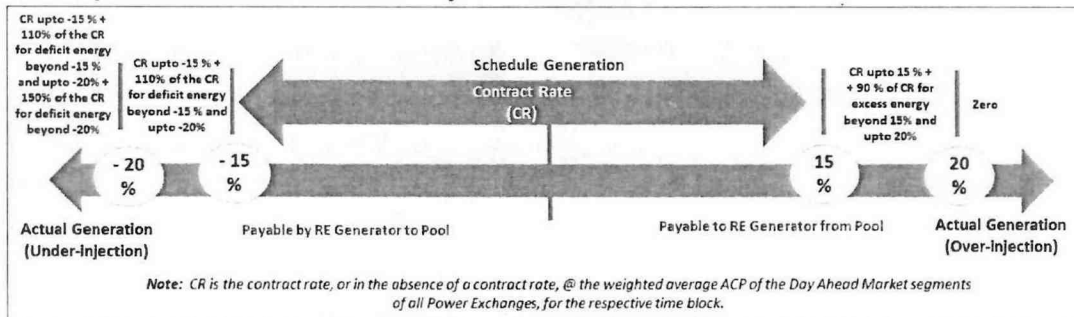 CR upto -15 % +
110% of the CR
for deficit energy
beyond -15 %
and upto -20% +
150% of the CR
for deficit energy
beyond -20%
CR upto -15 % +
110% of the CR
for deficit energy
beyond -15 % and
upto -20%
Schedule Generation
Contract Rate
(CR)
CR upto 15 % +
+ 90 % of CR for
excess energy
beyond 15% and
upto 20%
Zero
- 20
%
- 15
%
15
%
20
%
Actual Generation
(Under-injection)
Payable by RE Generator to Pool
Payable to RE Generator from Pool
Actual Generation
(Over-injection)
Note: CR is the contract rate, or in the absence of a contract rate, @ the weighted average ACP of the Day Ahead Market segments
of all Power Exchanges, for the respective time block.